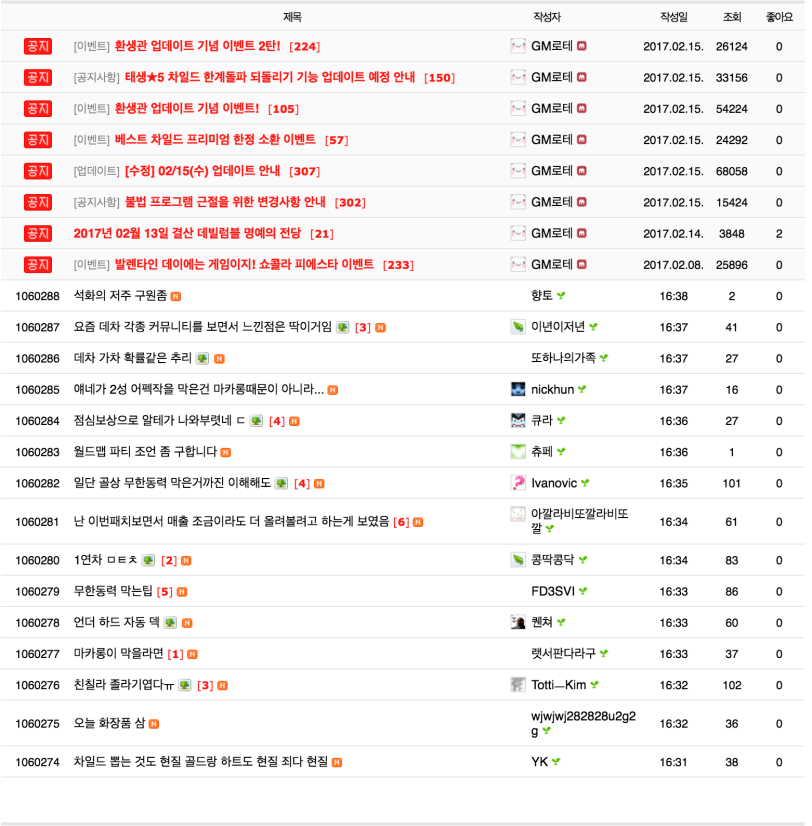 제목 작성자 작성일 조회 좋아요
공지 [이벤트] 환생관 업데이트 기념 이벤트 2탄! [224] GM로테 2017.02.15. 26124 0
공지 [공지사항] 태생★5 차일드 한계돌파 되돌리기 기능 업데이트 예정 안내 [150] GM로테 2017.02.15. 33156 0
공지 [이벤트] 환생관 업데이트 기념 이벤트! [105] GM로테 2017.02.15. 54224 0
공지 [이벤트] 베스트 차일드 프리미엄 한정 소환 이벤트 [57] GM로테 2017.02.15. 24292 0
공지 [업데이트] [수정] 02/15(수) 업데이트 안내 [307] GM로테 2017.02.15. 68058 0
공지 [공지사항] 불법 프로그램 근절을 위한 변경사항 안내 [302] GM로테 2017.02.15. 15424 0
공지 2017년 02월 13일 결산 데빌럼블 명예의 전당 [21] GM로테 2017.02.14. 3848 2
공지 [이벤트] 발렌타인 데이에는 게임이지! 쇼콜라 피에스타 이벤트 [233] GM로테 2017.02.08. 25896 0
1060288 석화의 저주 구원좀 N 향토 16:38 2 0
1060287 요즘 데차 각종 커뮤니티를 보면서 느낀점은 딱이거임 [3] N 이년이저년 16:37 41 0
1060286 데차 가차 확률같은 추리 N 또하나의가족 16:37 27 0
1060285 얘네가 2성 어펙작을 막은건 마카롱때문이 아니라... N nickhun 16:37 16 0
1060284 점심보상으로 알테가 나와부렷네 ㄷ [4] N 큐라 16:36 27 0
1060283 월드맵 파티 조언 좀 구합니다 N 츄페 16:36 1 0
1060282 일단 골상 무한동력 막은거까진 이해해도 [4] N Ivanovic 16:35 101 0
1060281 난 이번패치보면서 매출 조금이라도 더 올려볼려고 하는게 보였음 [6] N 아깔라비또깔라비또 16:34 61 0
깔
1060280 1연차 ㅁㅌㅊ [2] N 콩딱콩닥 16:34 83 0
1060279 무한동력 막는팁 [5] N FD3SVI 16:33 86 0
1060278 언더 하드 자동 덱 N 퀜쳐 16:33 60 0
1060277 마카롱이 막을라면 [1] N 랫서판다라구 16:33 37 0
1060276 친칠라 졸라기엽다ㅠ [3] N Totti—Kim 16:32 102 0
1060275 오늘 화장품 삼 N wjwjwj282828u2g2 16:32 36 0
g
1060274 차일드 뽑는 것도 현질 골드랑 하트도 현질 죄다 현질 N YK 16:31 38 0